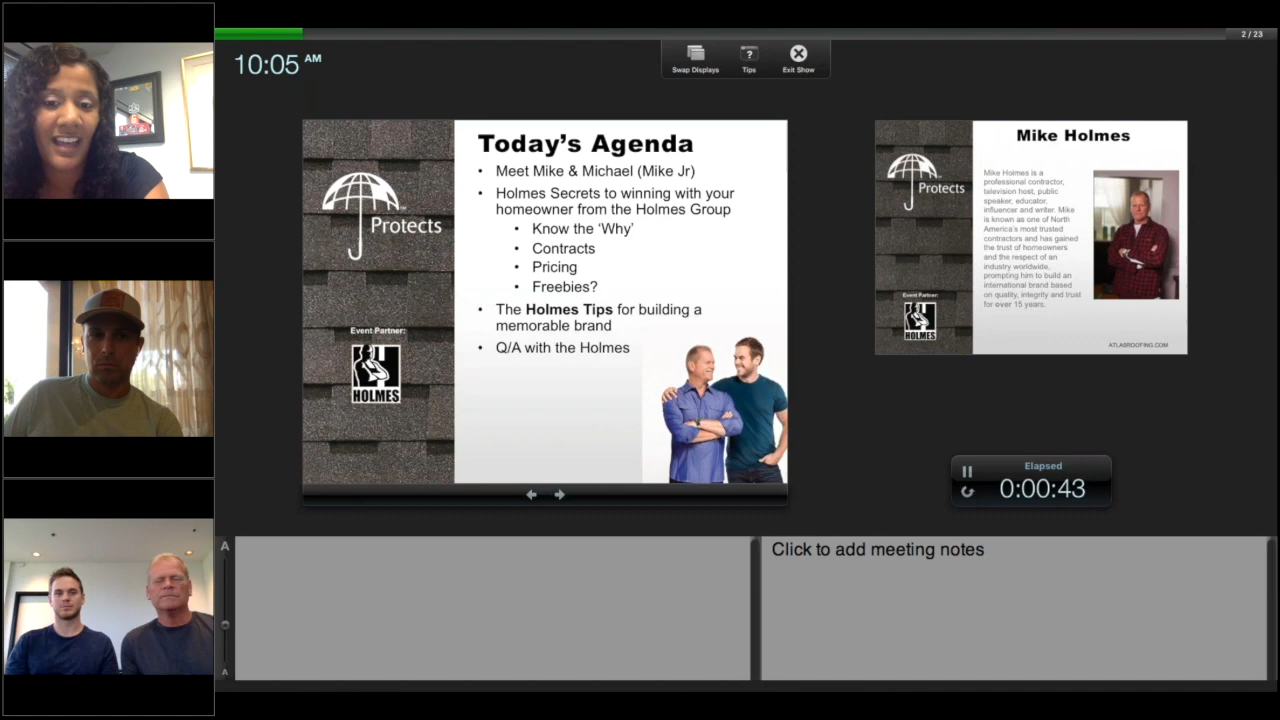 2 / 23
10:05 AM
Swap Displays
Tips
Exit Show
Protects
Event Partner:
HOLMES
Today's Agenda
• Meet Mike & Michael (Mike Jr)
• Holmes Secrets to winning with your
homeowner from the Holmes Group
• Know the 'Why'
• Contracts
• Pricing
• Freebies?
• The Holmes Tips for building a
memorable brand
• Q/A with the Holmes
Protects
Event Partner:
HOLMES
Mike Holmes
Mike Holmes is a
professional contractor,
television host, public
speaker, educator,
influencer and writer. Mike
is known as one of North
America's most trusted
contractors and has gained
the trust of homeowners
and the respect of an
industry worldwide,
prompting him to build an
international brand based
on quality, integrity and trust
for over 15 years.
ATLASROOFING.COM
Elapsed
0:00:43
A
A
Click to add meeting notes